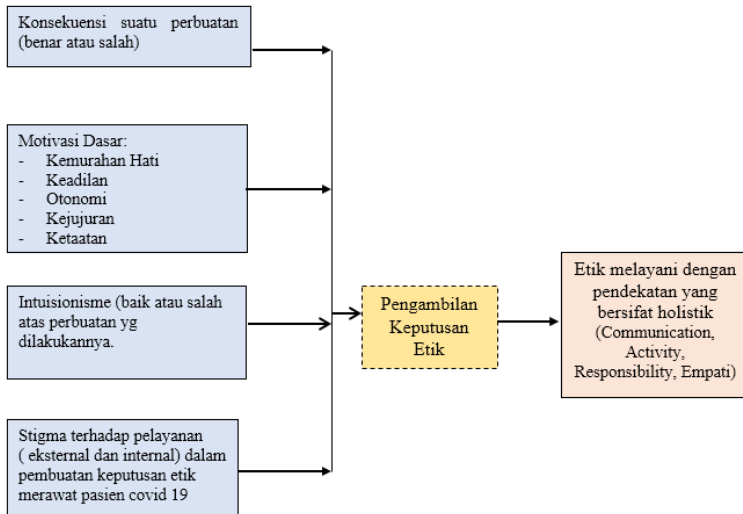 Konsekuensi suatu perbuatan
(benar atau salah)
Motivasi Dasar:
- Kemurahan Hati
- Keadilan
- Otonomi
- Kejujuran
- Ketaatan
Intuisionisme (baik atau salah
atas perbuatan yg
dilakukannya.
Stigma terhadap pelayanan
( eksternal dan internal) dalam
pembuatan keputusan etik
merawat pasien covid 19
Pengambilan
Keputusan
Etik
Etik melayani dengan
pendekatan yang
bersifat holistik
(Communication,
Activity,
Responsibility, Empati)